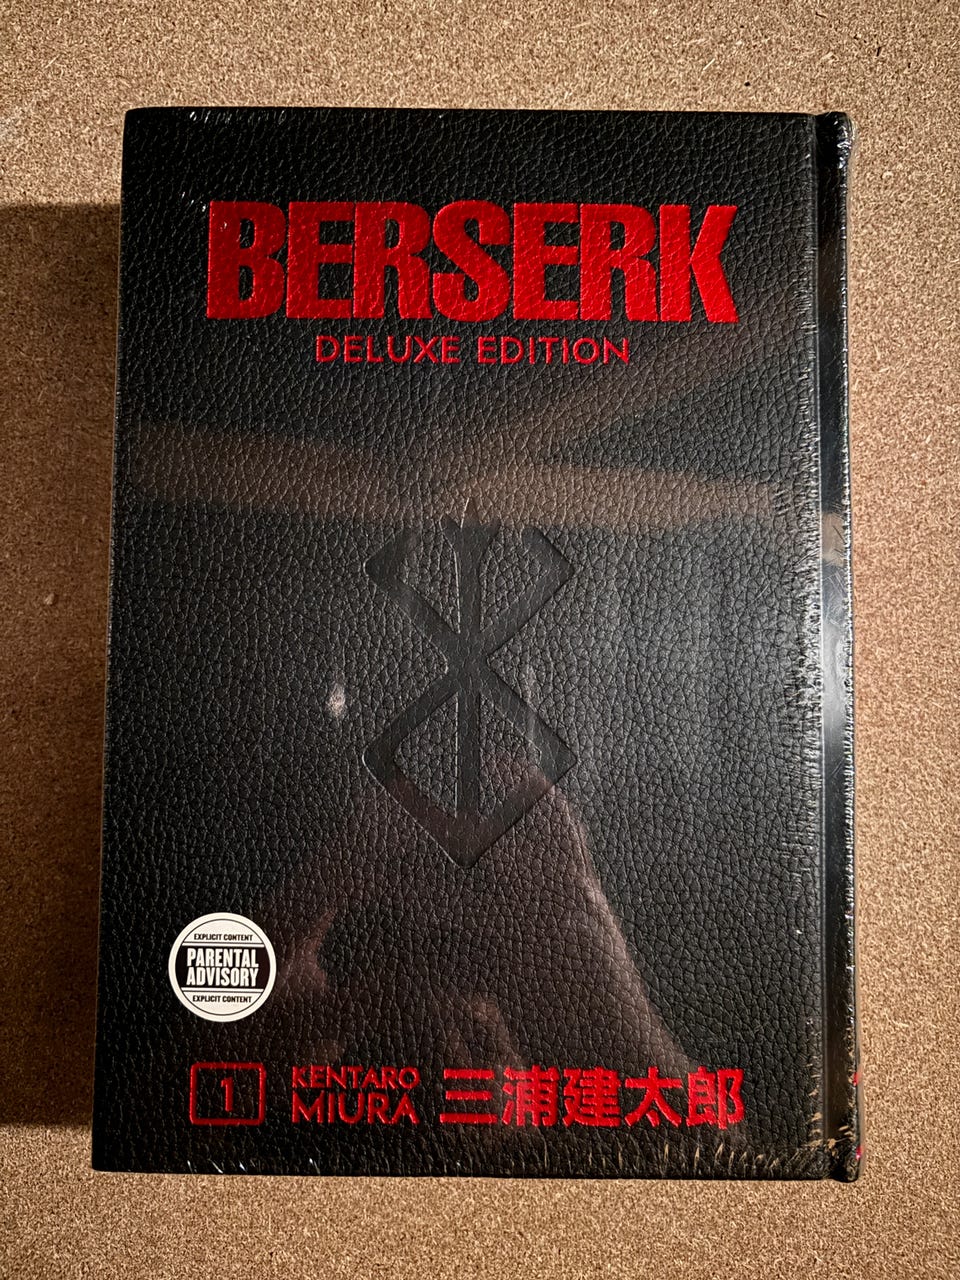 BERSERK
DELUXE EDITION
EXPLICIT CONTENT
PARENTAL
ADVISORY
EXPLICIT CONTENT
1
KENTARO
MIURA
三浦建太郎